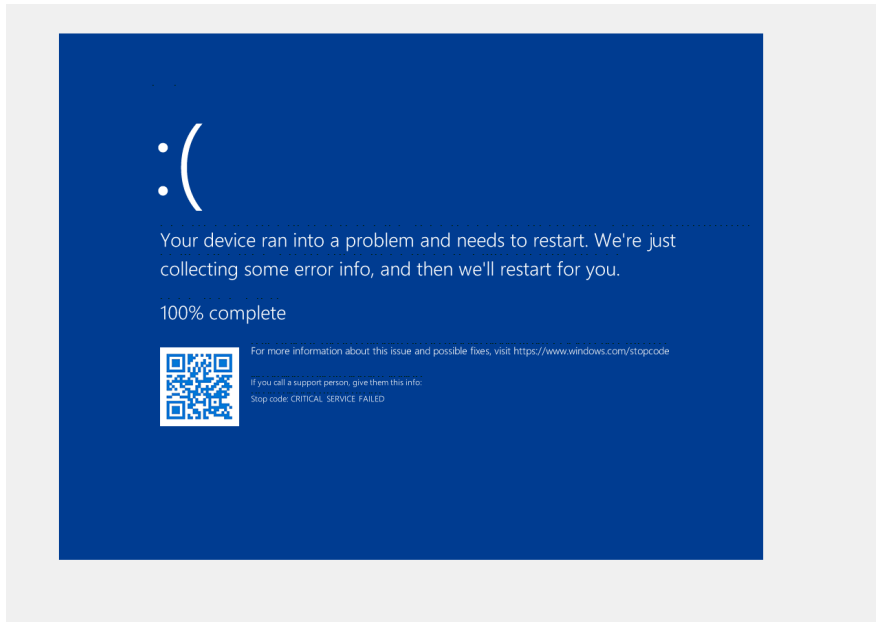 :(
Your device ran into a problem and needs to restart. We're just
collecting some error info, and then we'll restart for you.
100% complete
For more information about this issue and possible fixes, visit https://www.windows.com/stopcode
If you call a support person, give them this info:
Stop code: CRITICAL SERVICE FAILED